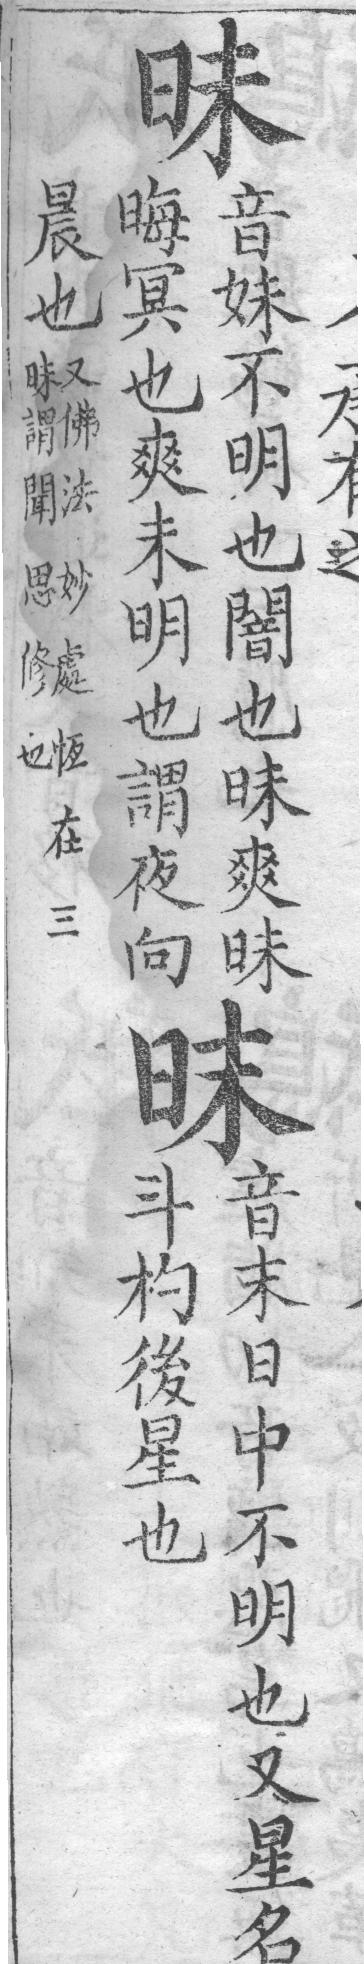 昧
音妹不明也闇也昧爽昧
晦冥也爽未明也謂夜向
晨也
又佛法妙處恆在三
昧謂聞思修也
眜
音末日中不明也又星名
斗杓後星也